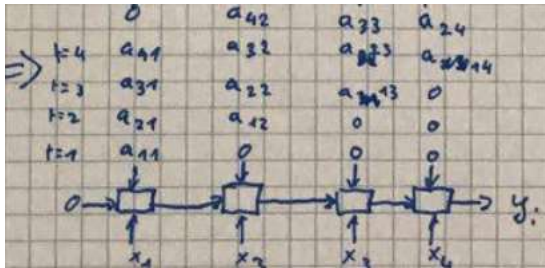 0 a42 a33 a24
⇒ t=4 a41 a32 a23 a14
t=3 a31 a22 a13 0
t=2 a21 a12 0 0
t=1 a11 0 0 0
0 → → → → → yi
x1 x2 x3 x4